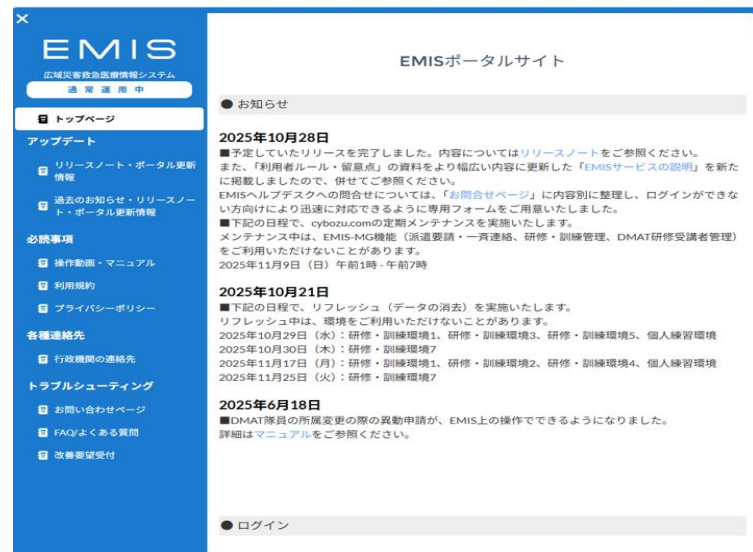 ×
EMIS
広域災害救急医療情報システム
通常運用中
トップページ
アップデート
リリースノート・ポータル更新
情報
過去のお知らせ・リリースノー
ト・ポータル更新情報
必読事項
操作動画・マニュアル
利用規約
プライバシーポリシー
各種連絡先
行政機関の連絡先
トラブルシューティング
お問い合わせページ
FAQ/よくある質問
改善要望受付
EMISポータルサイト
● お知らせ
2025年10月28日
■予定していたリリースを完了しました。内容についてはリリースノートをご参照ください。
また、「利用者ルール・留意点」の資料をより幅広い内容に更新した「EMISサービスの説明」を新た
に掲載しましたので、併せてご参照ください。
EMISヘルプデスクへの問合せについては、「お問合せページ」に内容別に整理し、ログインができな
い方向けにより迅速に対応できるように専用フォームをご用意いたしました。
■下記の日程で、cybozu.comの定期メンテナンスを実施いたします。
メンテナンス中は、EMIS-MG機能（派遣要請・一斉連絡、研修・訓練管理、DMAT研修受講者管理）
をご利用いただけないことがあります。
2025年11月9日（日）午前1時 - 午前7時
2025年10月21日
■下記の日程で、リフレッシュ（データの消去）を実施いたします。
リフレッシュ中は、環境をご利用いただけないことがあります。
2025年10月29日（水）：研修・訓練環境1、研修・訓練環境3、研修・訓練環境5、個人練習環境
2025年10月30日（木）：研修・訓練環境7
2025年11月17日（月）：研修・訓練環境1、研修・訓練環境2、研修・訓練環境4、個人練習環境
2025年11月25日（火）：研修・訓練環境7
2025年6月18日
■DMAT隊員の所属変更の際の異動申請が、EMIS上の操作でできるようになりました。
詳細はマニュアルをご参照ください。
● ログイン